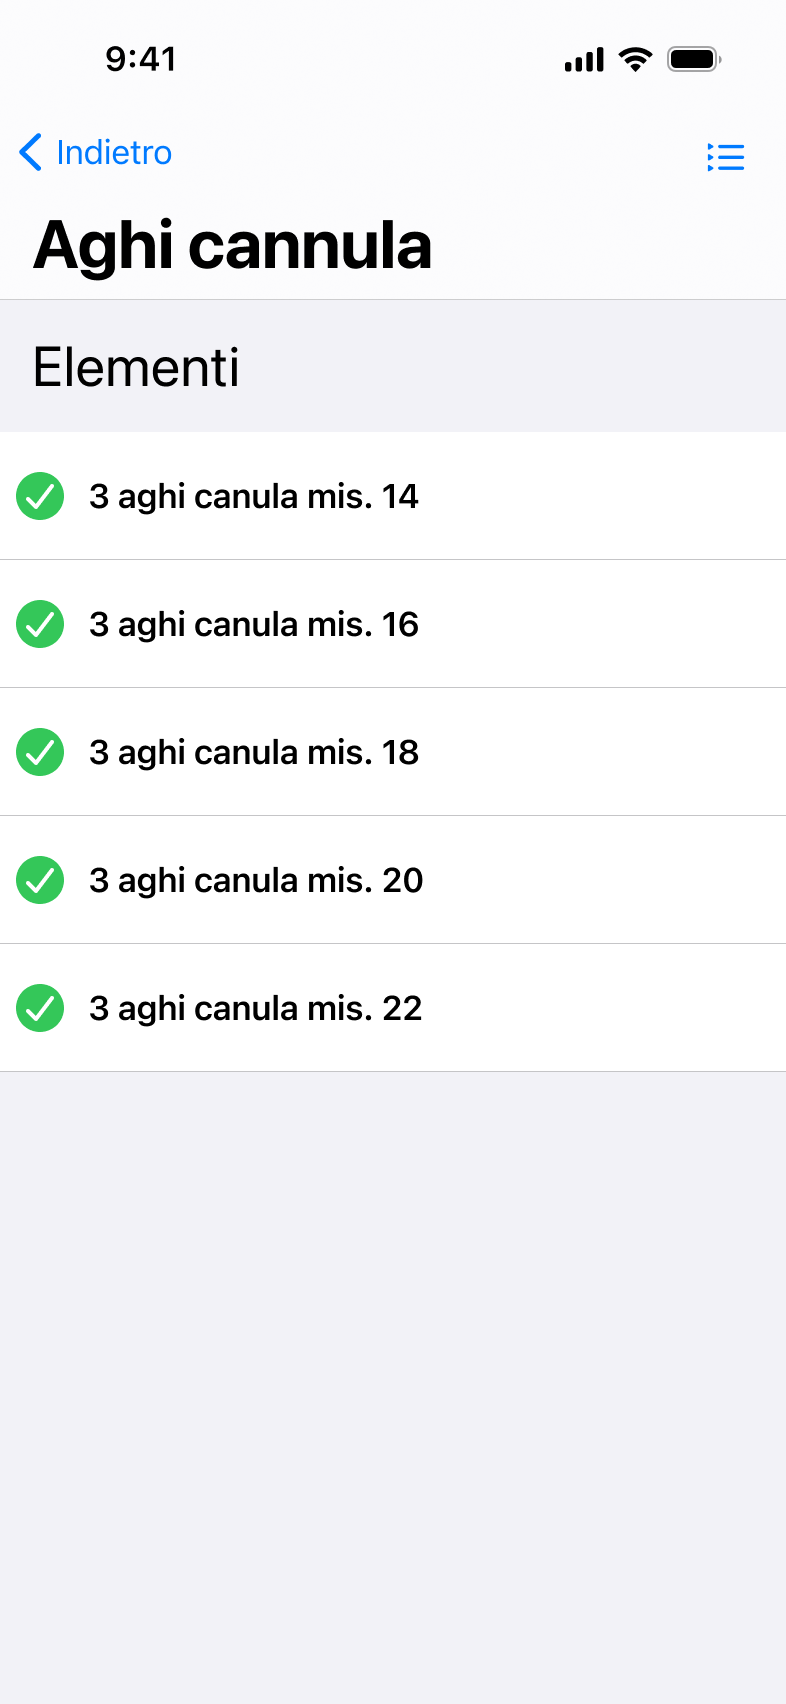 9:41
Indietro
Aghi cannula
Elementi
3 aghi canula mis. 14
3 aghi canula mis. 16
3 aghi canula mis. 18
3 aghi canula mis. 20
3 aghi canula mis. 22